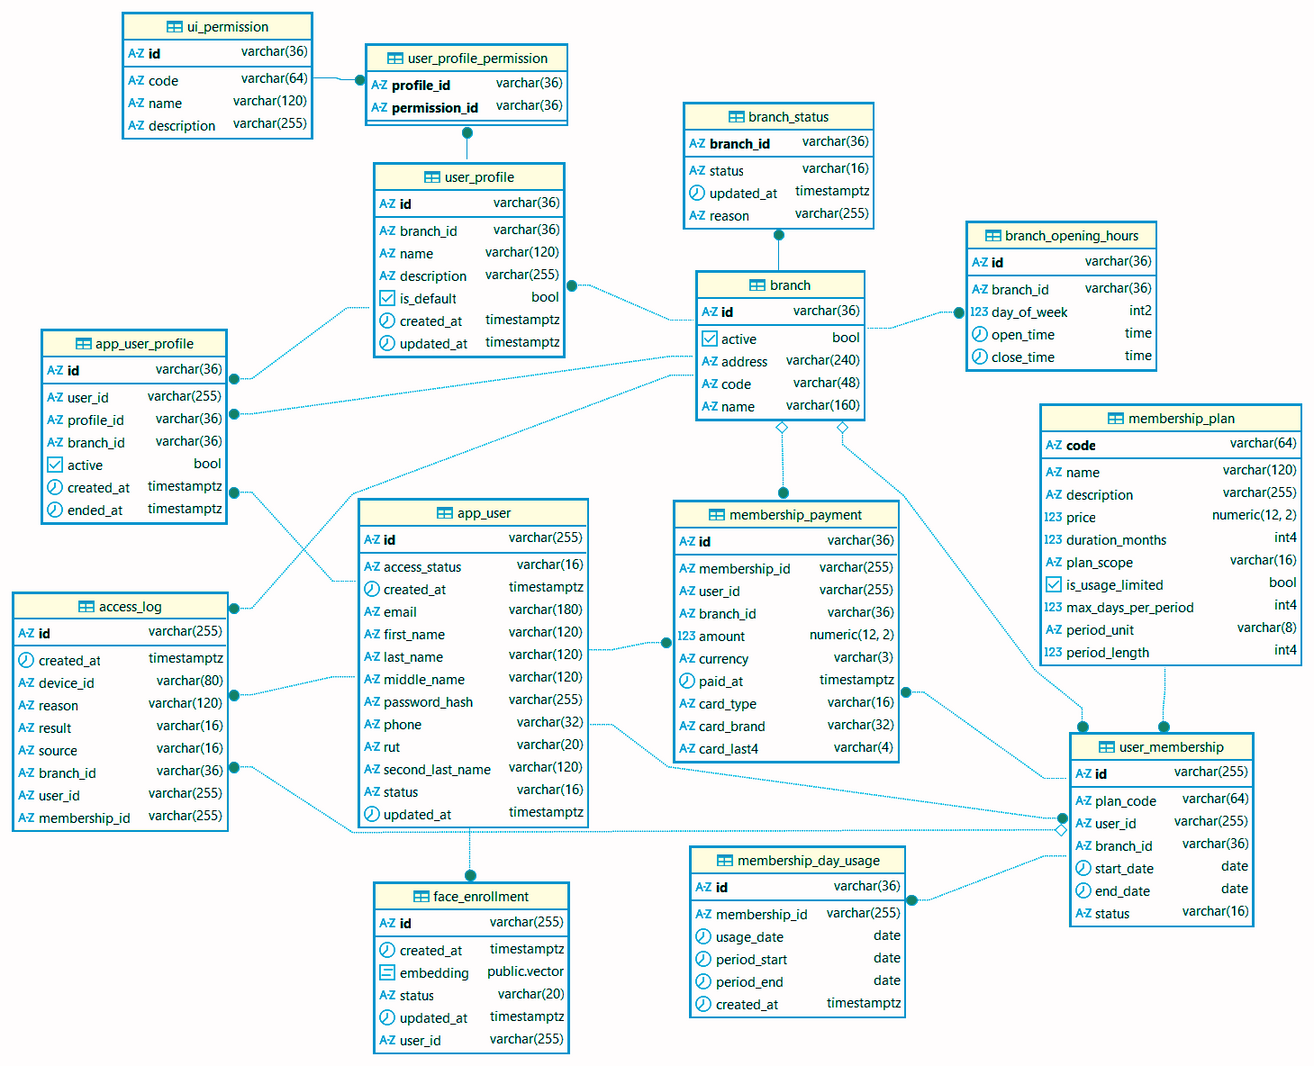 ui_permission
id varchar(36)
code varchar(64)
name varchar(120)
description varchar(255)
user_profile_permission
profile_id varchar(36)
permission_id varchar(36)
branch_status
branch_id varchar(36)
status varchar(16)
updated_at timestamptz
reason varchar(255)
user_profile
id varchar(36)
branch_id varchar(36)
name varchar(120)
description varchar(255)
is_default bool
created_at timestamptz
updated_at timestamptz
branch_opening_hours
id varchar(36)
branch_id varchar(36)
123 day_of_week int2
open_time time
close_time time
branch
id varchar(36)
active bool
address varchar(240)
code varchar(48)
name varchar(160)
app_user_profile
id varchar(36)
user_id varchar(255)
profile_id varchar(36)
branch_id varchar(36)
active bool
created_at timestamptz
ended_at timestamptz
membership_plan
code varchar(64)
name varchar(120)
description varchar(255)
123 price numeric(12, 2)
123 duration_months int4
plan_scope varchar(16)
is_usage_limited bool
123 max_days_per_period int4
period_unit varchar(8)
123 period_length int4
app_user
id varchar(255)
access_status varchar(16)
created_at timestamptz
email varchar(180)
first_name varchar(120)
last_name varchar(120)
middle_name varchar(120)
password_hash varchar(255)
phone varchar(32)
rut varchar(20)
second_last_name varchar(120)
status varchar(16)
updated_at timestamptz
membership_payment
id varchar(36)
membership_id varchar(255)
user_id varchar(255)
branch_id varchar(36)
123 amount numeric(12, 2)
currency varchar(3)
paid_at timestamptz
card_type varchar(16)
card_brand varchar(32)
card_last4 varchar(4)
access_log
id varchar(255)
created_at timestamptz
device_id varchar(80)
reason varchar(120)
result varchar(16)
source varchar(16)
branch_id varchar(36)
user_id varchar(255)
membership_id varchar(255)
user_membership
id varchar(255)
plan_code varchar(64)
user_id varchar(255)
branch_id varchar(36)
start_date date
end_date date
status varchar(16)
membership_day_usage
id varchar(36)
membership_id varchar(255)
usage_date date
period_start date
period_end date
created_at timestamptz
face_enrollment
id varchar(255)
created_at timestamptz
embedding public.vector
status varchar(20)
updated_at timestamptz
user_id varchar(255)